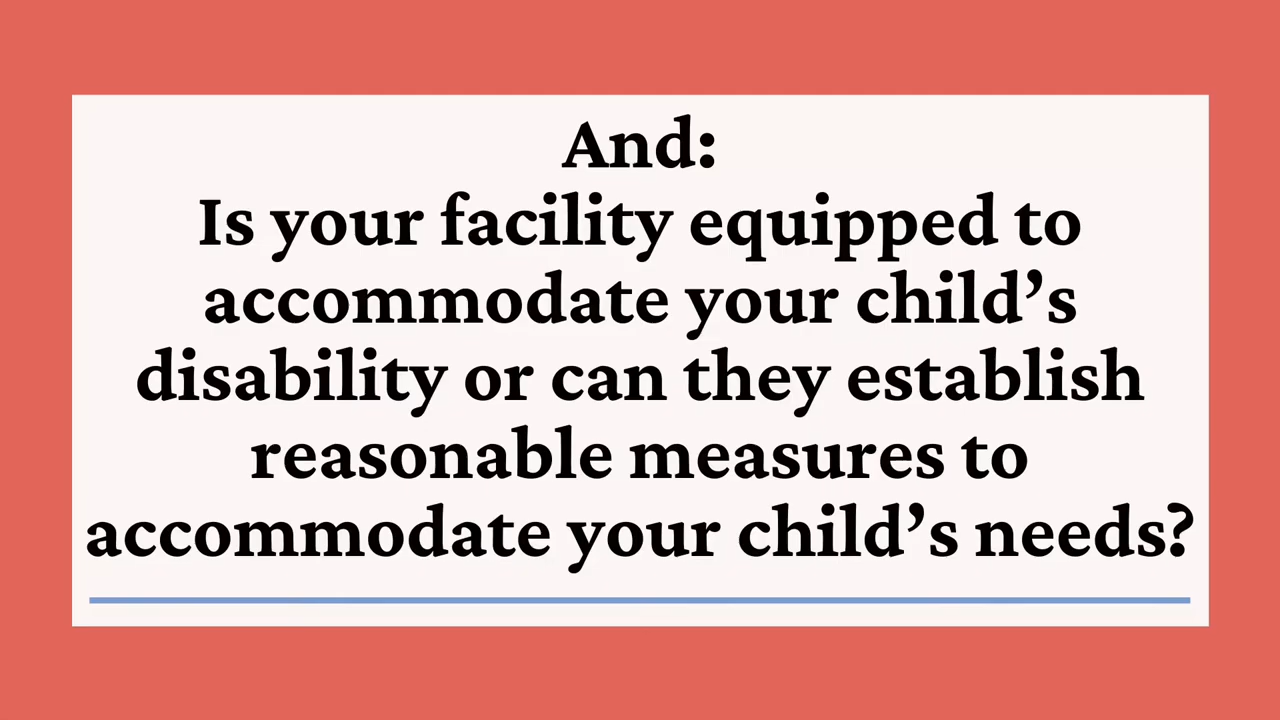 And:
Is your facility equipped to
accommodate your child’s
disability or can they establish
reasonable measures to
accommodate your child’s needs?